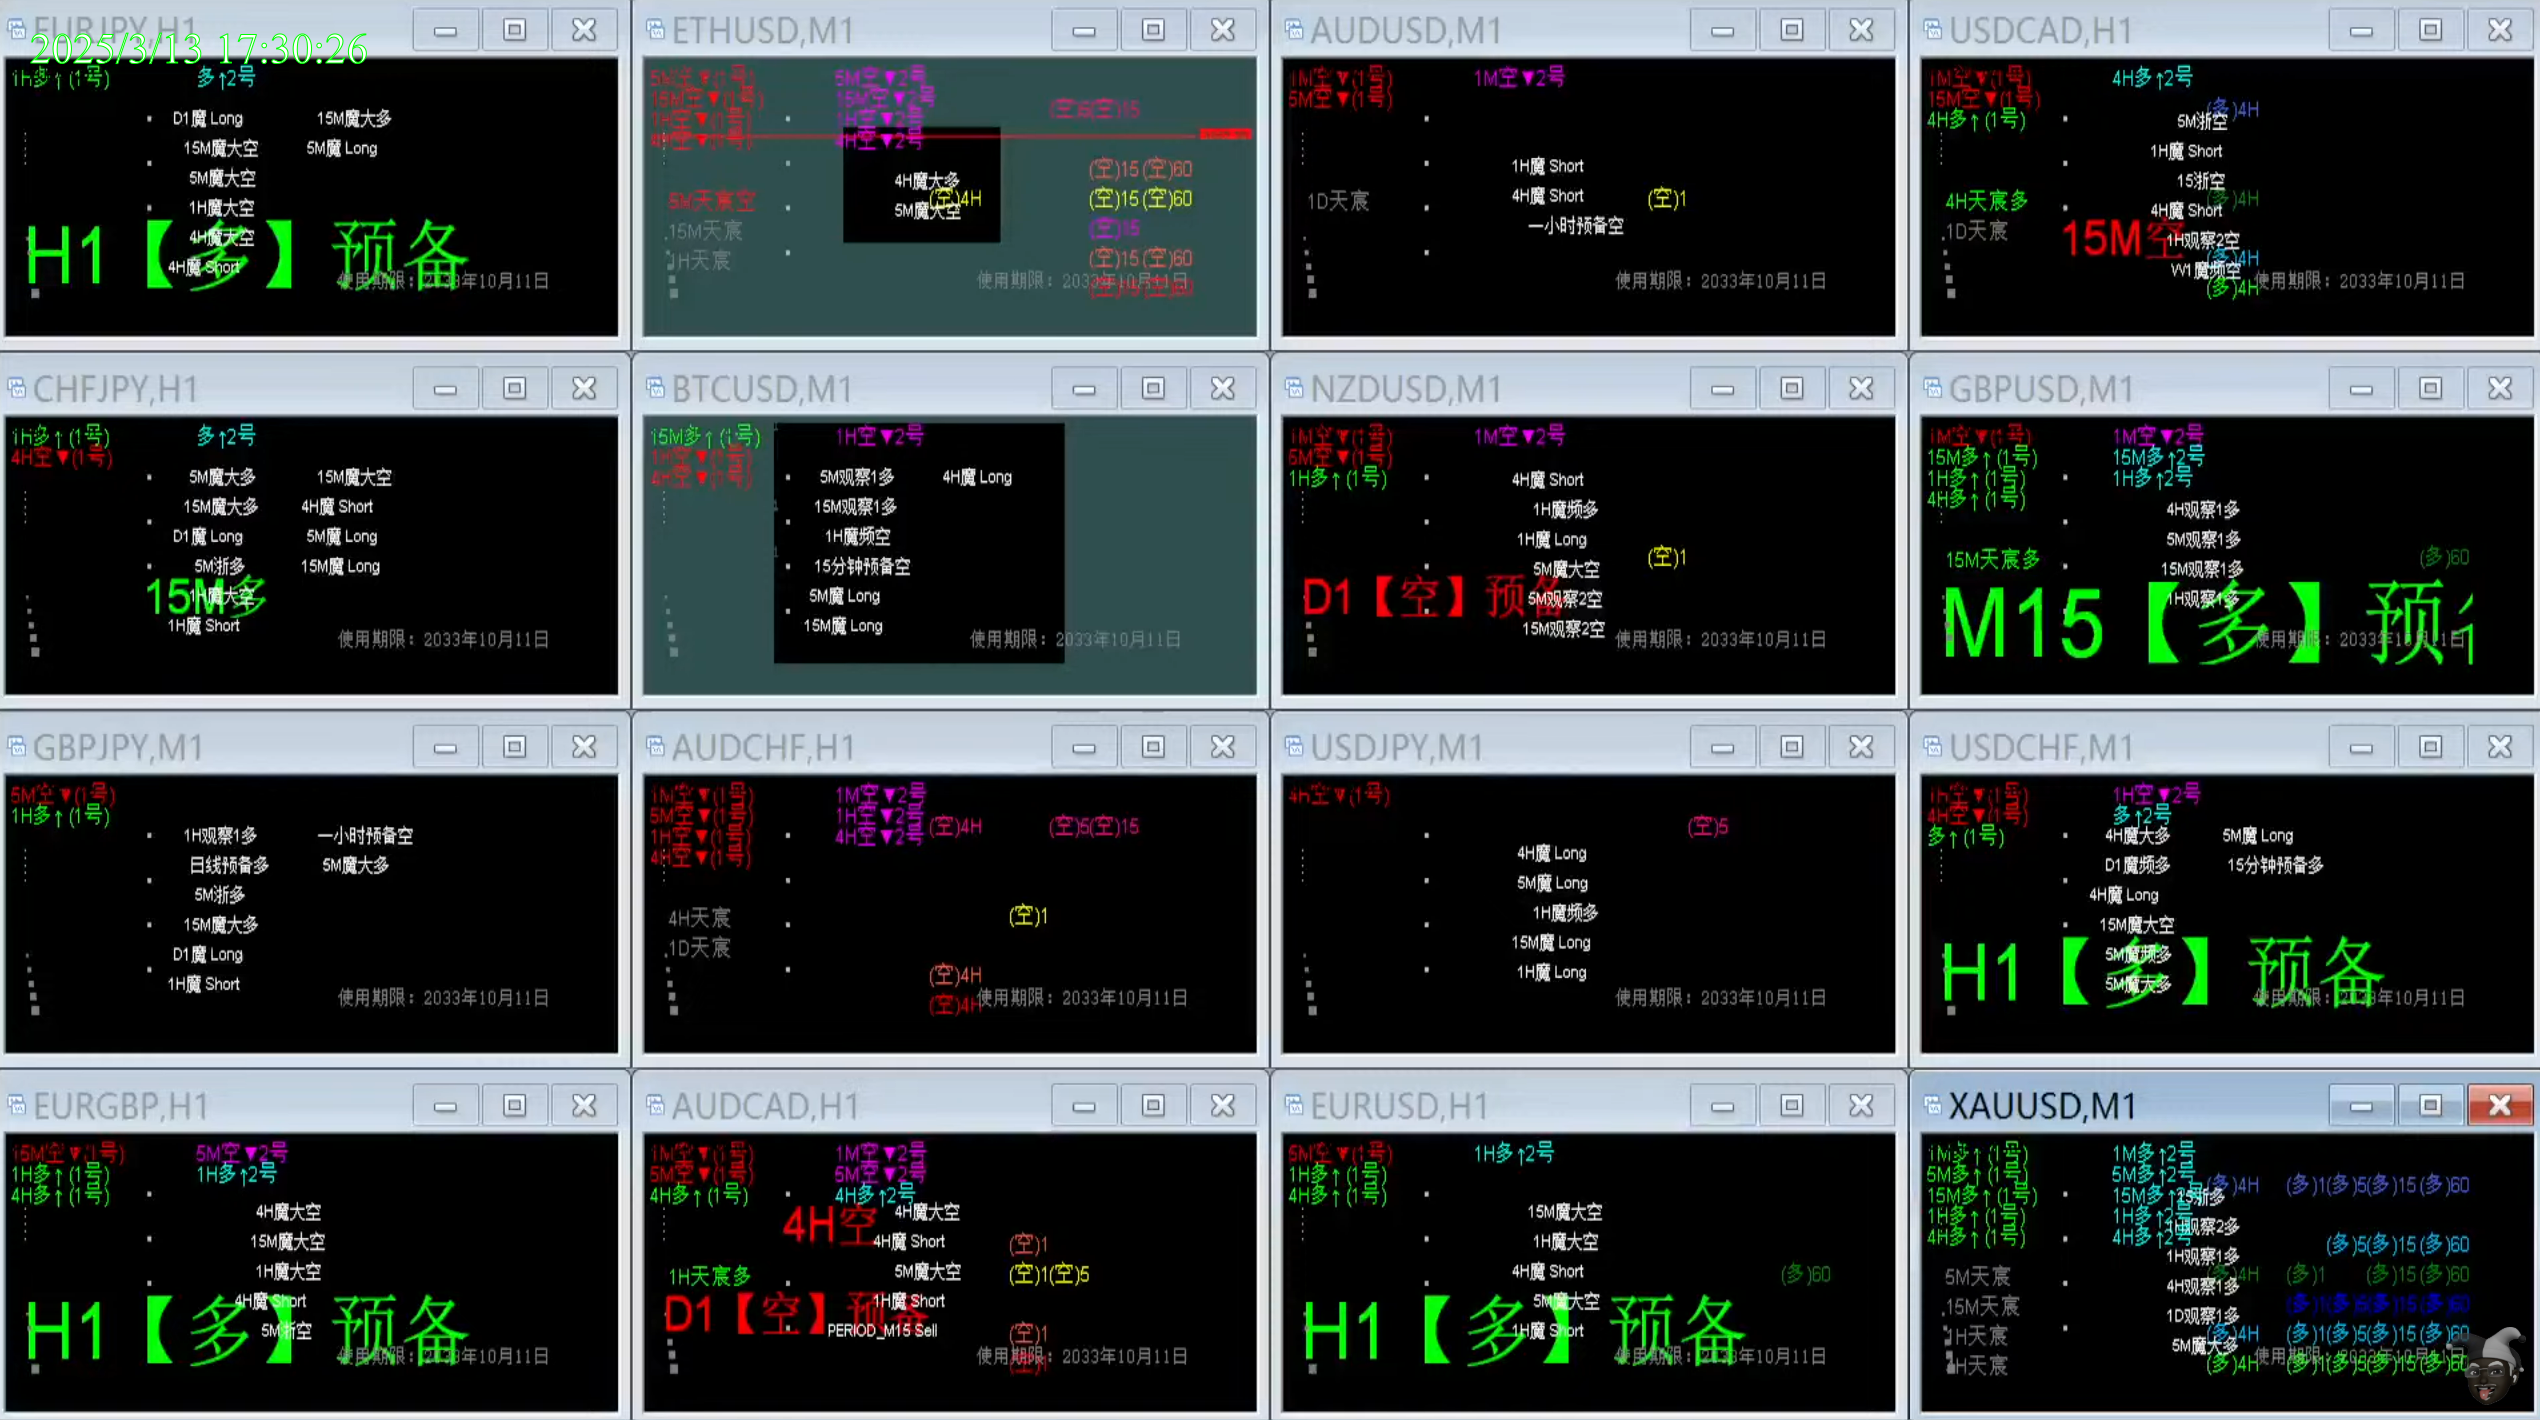 EURJPY,H1
2025/3/13 17:30:26
1H多↑(1号) 多↑2号
D1魔 Long 15M魔大多
15M魔大空 5M魔 Long
5M魔大空
1H魔大空
4H魔大空
H1【多】预备
4H魔 Short
使用期限：2033年10月11日
ETHUSD,M1
5M空▼(1号) 5M空▼2号
15M空▼(1号) 15M空▼2号
1H空▼(1号) 1H空▼2号
4H空▼(1号) 4H空▼2号
4H魔大多 (空)15(空)60
5M天宸空 (空)4H (空)15(空)60
5M魔大空
15M天宸 (空)15
1H天宸 (空)15(空)60
使用期限：2033年10月11日
AUDUSD,M1
1M空▼(1号) 1M空▼2号
5M空▼(1号)
1H魔 Short
1D天宸 4H魔 Short (空)1
一小时预备空
使用期限：2033年10月11日
USDCAD,H1
1M空▼(1号) 4H多↑2号
15M空▼(1号) (多)4H
4H多↑(1号) 5M浙空
1H魔 Short
15浙空
4H天宸多 (多)4H
4H魔 Short
1D天宸 15M空 1H观察2空
(多)4H
W1魔频空
(多)4H 使用期限：2033年10月11日
CHFJPY,H1
1H多↑(1号) 多↑2号
4H空▼(1号)
5M魔大多 15M魔大空
15M魔大多 4H魔 Short
D1魔 Long 5M魔 Long
5M浙多 15M魔 Long
15M多 1H魔大空
1H魔 Short
使用期限：2033年10月11日
BTCUSD,M1
15M多↑(1号) 1H空▼2号
1H空▼(1号)
4H空▼(1号)
5M观察1多 4H魔 Long
15M观察1多
1H魔频空
15分钟预备空
5M魔 Long
15M魔 Long
使用期限：2033年10月11日
NZDUSD,M1
1M空▼(1号) 1M空▼2号
5M空▼(1号)
1H多↑(1号) 4H魔 Short
1H魔频多
1H魔 Long
5M魔大空 (空)1
D1【空】预备 5M观察2空
15M观察2空
使用期限：2033年10月11日
GBPUSD,M1
1M空▼(1号) 1M空▼2号
15M多↑(1号) 15M多↑2号
1H多↑(1号) 1H多↑2号
4H多↑(1号)
4H观察1多
5M观察1多
15M天宸多 15M观察1多 (多)60
1H观察1多
M15【多】预
使用期限：2033年10月11日
GBPJPY,M1
5M空▼(1号)
1H多↑(1号)
1H观察1多 一小时预备空
日线预备多 5M魔大多
5M浙多
15M魔大多
D1魔 Long
1H魔 Short
使用期限：2033年10月11日
AUDCHF,H1
1M空▼(1号) 1M空▼2号
5M空▼(1号) 1H空▼2号
1H空▼(1号) 4H空▼2号 (空)4H (空)5(空)15
4H空▼(1号)
4H天宸 (空)1
1D天宸
(空)4H
(空)4H 使用期限：2033年10月11日
USDJPY,M1
4H空▼(1号)
(空)5
4H魔 Long
5M魔 Long
1H魔频多
15M魔 Long
1H魔 Long
使用期限：2033年10月11日
USDCHF,M1
1H空▼(1号) 1H空▼2号
4H空▼(1号) 多↑2号
多↑(1号) 4H魔大多 5M魔 Long
D1魔频多 15分钟预备多
4H魔 Long
15M魔大空
5M魔频多
H1【多】预备
5M魔大多
使用期限：2033年10月11日
EURGBP,H1
15M空▼(1号) 5M空▼2号
1H多↑(1号) 1H多↑2号
4H多↑(1号)
4H魔大空
15M魔大空
1H魔大空
4H魔 Short
H1【多】预备
5M浙空
使用期限：2033年10月11日
AUDCAD,H1
1M空▼(1号) 1M空▼2号
5M空▼(1号) 5M空▼2号
4H多↑(1号) 4H多↑2号
4H空 4H魔大空
4H魔 Short (空)1
1H天宸多 5M魔大空 (空)1(空)5
D1【空】预备 1H魔 Short
PERIOD_M15 Sell (空)1
使用期限：2033年10月11日
EURUSD,H1
5M空▼(1号) 1H多↑2号
1H多↑(1号)
4H多↑(1号)
15M魔大空
1H魔大空
4H魔 Short (多)60
5M魔大空
H1【多】预备
1H魔 Short
使用期限：2033年10月11日
XAUUSD,M1
1M多↑(1号) 1M多↑2号
5M多↑(1号) 5M多↑2号 (多)4H (多)1(多)5(多)15(多)60
15M多↑(1号) 15M多↑2号 15浙多
1H多↑(1号) 1H多↑2号 1H观察2多
4H多↑(1号) 4H多↑2号 (多)5(多)15(多)60
1H观察1多
5M天宸 (多)4H (多)1 (多)15(多)60
4H观察1多
15M天宸 1D观察1多 (多)1(多)5(多)15(多)60
1H天宸 (多)4H (多)1(多)5(多)15(多)60
5M魔大多
4H天宸 (多)4H (多)1(多)5(多)15(多)60